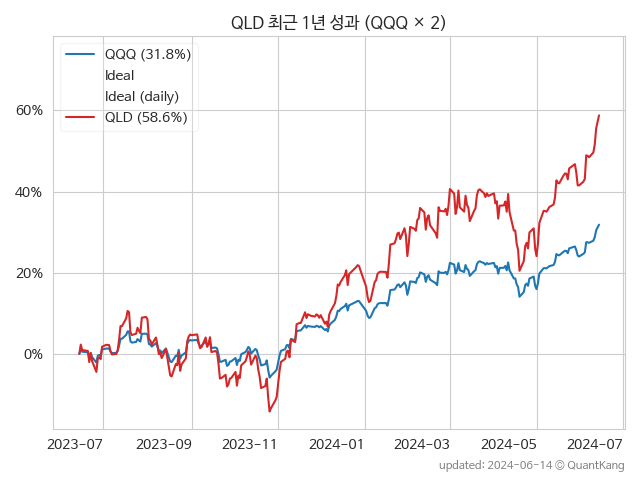 QLD 최근 1년 성과 (QQQ × 2)
QQQ (31.8%)
Ideal
Ideal (daily)
QLD (58.6%)
60%
40%
20%
0%
2023-07 2023-09 2023-11 2024-01 2024-03 2024-05 2024-07
updated: 2024-06-14 © QuantKang